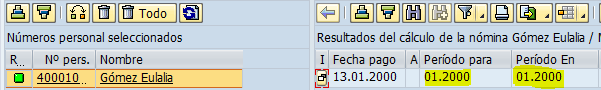 Todo
Números personal seleccionados
Resultados del cálculo de la nómina Gómez Eulalia /
R... Nº pers. Nombre
I Fecha pago A Período para Período En
400010 Gómez Eulalia
13.01.2000 01.2000 01.2000